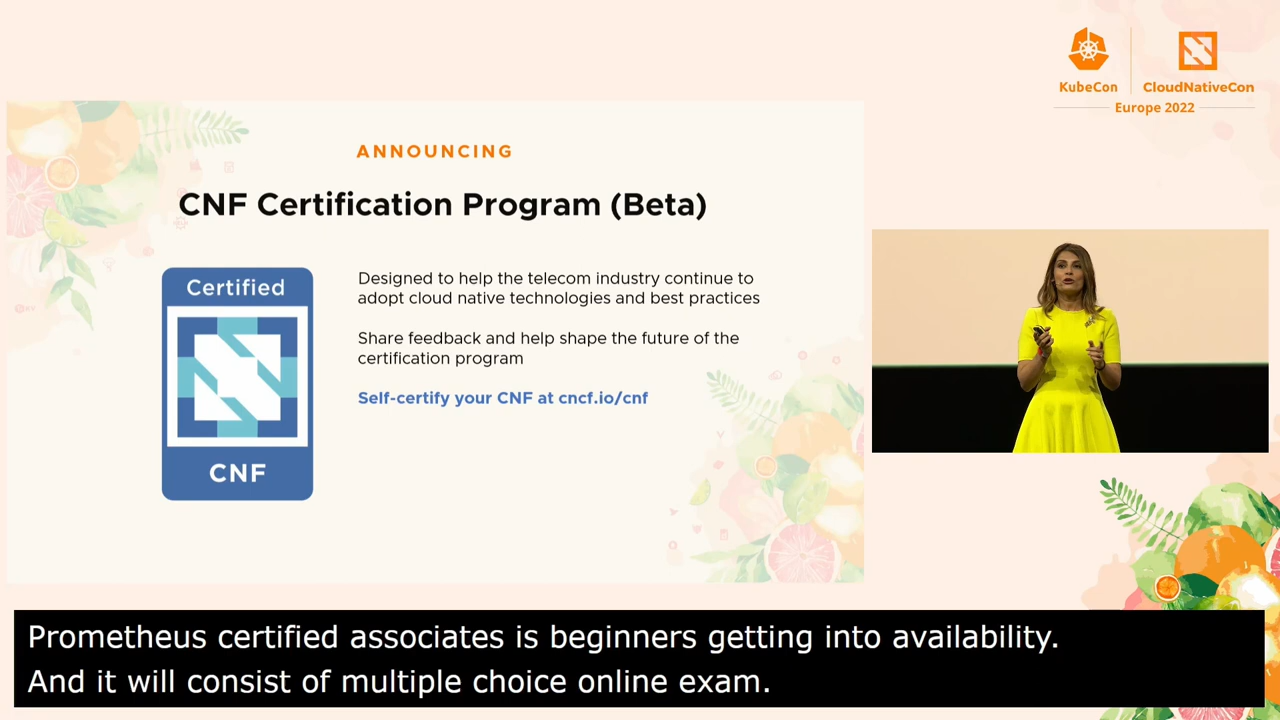 KubeCon
CloudNativeCon
Europe 2022
ANNOUNCING
CNF Certification Program (Beta)
Certified
CNF
Designed to help the telecom industry continue to
adopt cloud native technologies and best practices
Share feedback and help shape the future of the
certification program
Self-certify your CNF at cncf.io/cnf
Prometheus certified associates is beginners getting into availability.
And it will consist of multiple choice online exam.